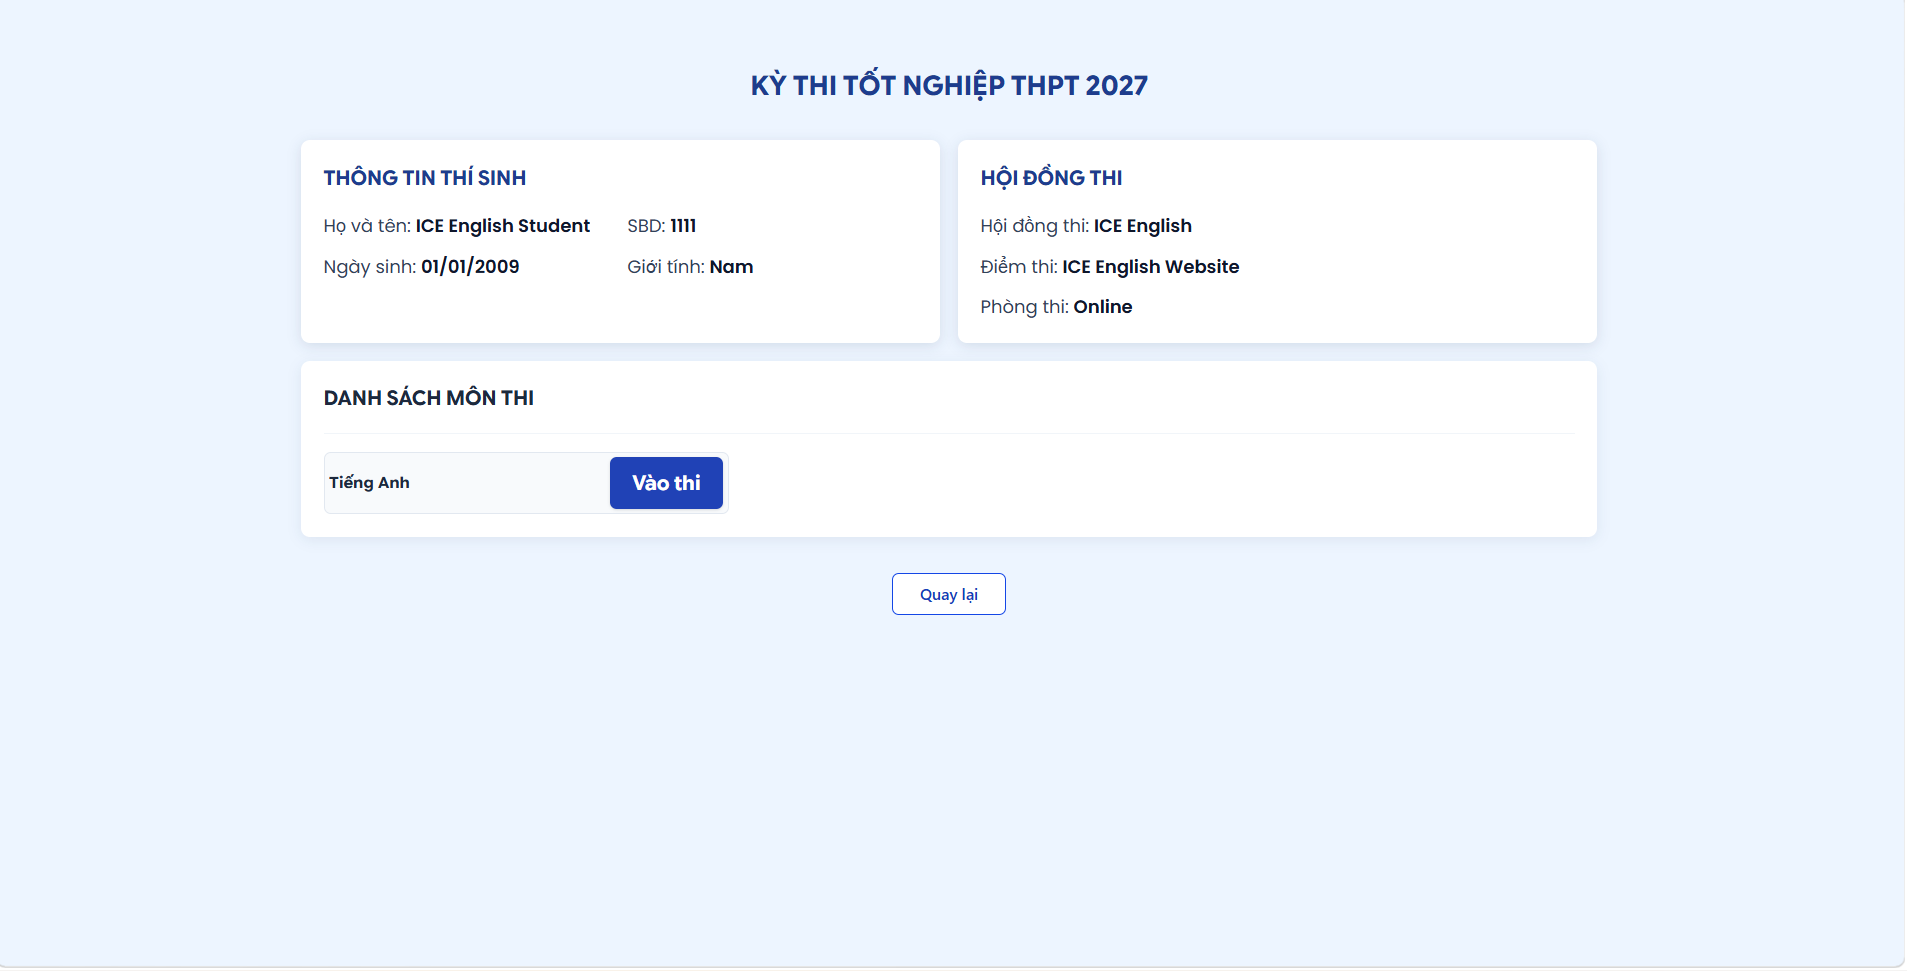 KỲ THI TỐT NGHIỆP THPT 2027
THÔNG TIN THÍ SINH
Họ và tên: ICE English Student SBD: 1111
Ngày sinh: 01/01/2009 Giới tính: Nam
HỘI ĐỒNG THI
Hội đồng thi: ICE English
Điểm thi: ICE English Website
Phòng thi: Online
DANH SÁCH MÔN THI
Tiếng Anh Vào thi
Quay lại